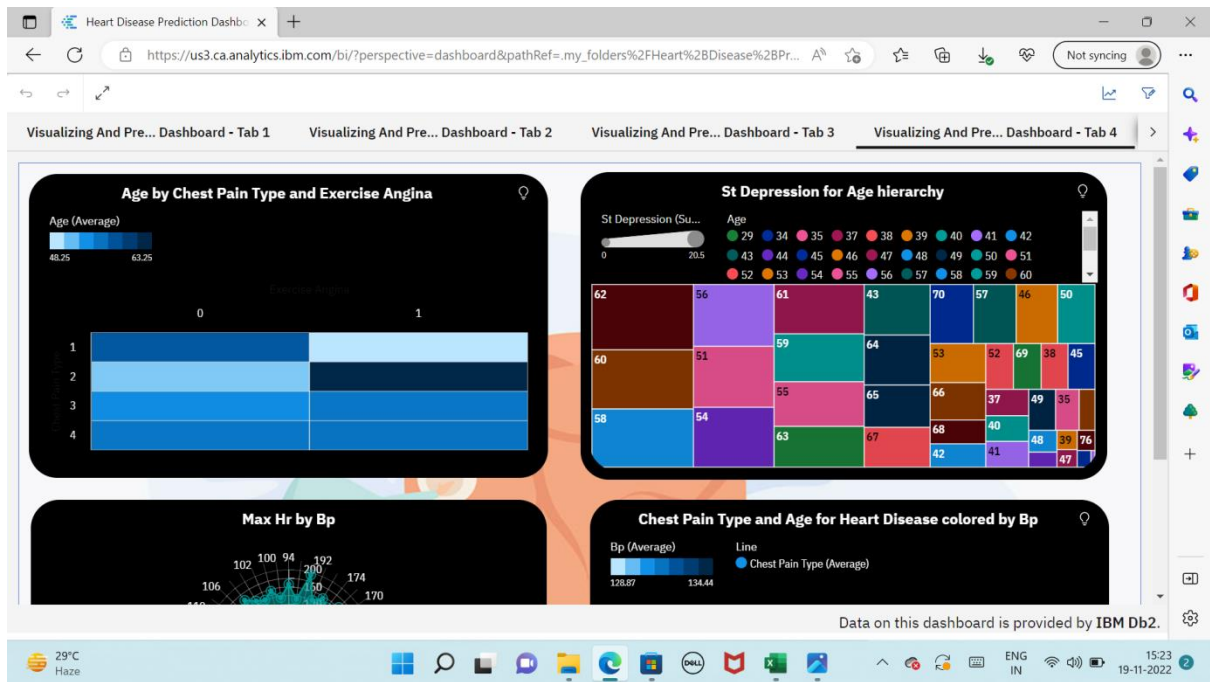 Heart Disease Prediction Dashbo
https://us3.ca.analytics.ibm.com/bi/?perspective=dashboard&pathRef=.my_folders%2FHeart%2BDisease%2BPr...
Not syncing
Visualizing And Pre... Dashboard - Tab 1
Visualizing And Pre... Dashboard - Tab 2
Visualizing And Pre... Dashboard - Tab 3
Visualizing And Pre... Dashboard - Tab 4
Age by Chest Pain Type and Exercise Angina
Age (Average)
48.25 63.25
Exercise Angina
0 1
Chest Pain Type
1
2
3
4
St Depression for Age hierarchy
St Depression (Su...
0 20.5
Age
29 34 35 37 38 39 40 41 42
43 44 45 46 47 48 49 50 51
52 53 54 55 56 57 58 59 60
62 56 61 43 70 57 46 50
59 64 53 52 69 38 45
60 51
55 65 66 37 49 35
58 54 40
63 67 68 48 39 76
42 41 47
Max Hr by Bp
102 100 94 192
106 200 174
160 170
Chest Pain Type and Age for Heart Disease colored by Bp
Bp (Average)
128.87 134.44
Line
Chest Pain Type (Average)
Data on this dashboard is provided by IBM Db2.
29°C
Haze
DELL
ENG
IN
15:23
19-11-2022
2